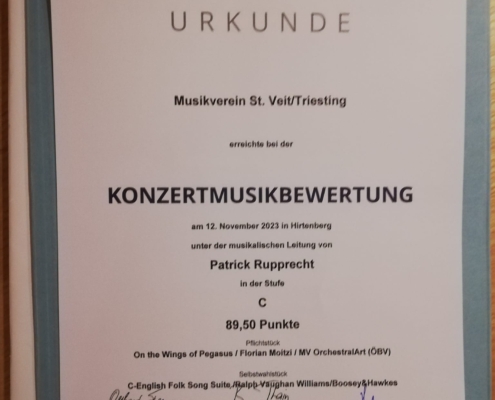 URKUNDE
Musikverein St. Veit/Triesting
erreichte bei der
KONZERTMUSIKBEWERTUNG
am 12. November 2023 in Hirtenberg
unter der musikalischen Leitung von
Patrick Rupprecht
in der Stufe
C
89,50 Punkte
Pflichtstück
On the Wings of Pegasus / Florian Moitzi / MV OrchestralArt (ÖBV)
Selbstwahlstück
C-English Folk Song Suite/Ralph Vaughan Williams/Boosey&Hawkes